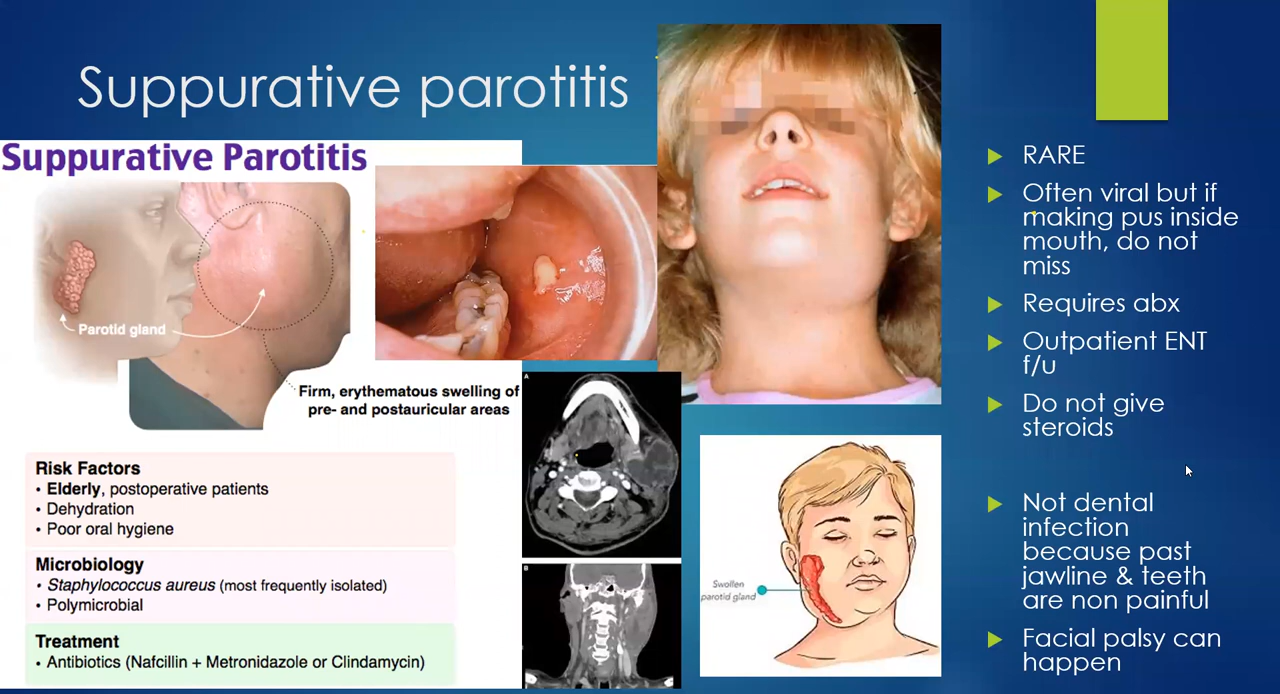 Suppurative parotitis
Suppurative Parotitis
Parotid gland
Firm, erythematous swelling of
pre- and postauricular areas
Risk Factors
• Elderly, postoperative patients
• Dehydration
• Poor oral hygiene
Microbiology
• Staphylococcus aureus (most frequently isolated)
• Polymicrobial
Treatment
• Antibiotics (Nafcillin + Metronidazole or Clindamycin)
A
B
Swollen
parotid gland
RARE
Often viral but if
making pus inside
mouth, do not
miss
Requires abx
Outpatient ENT
f/u
Do not give
steroids
Not dental
infection
because past
jawline & teeth
are non painful
Facial palsy can
happen